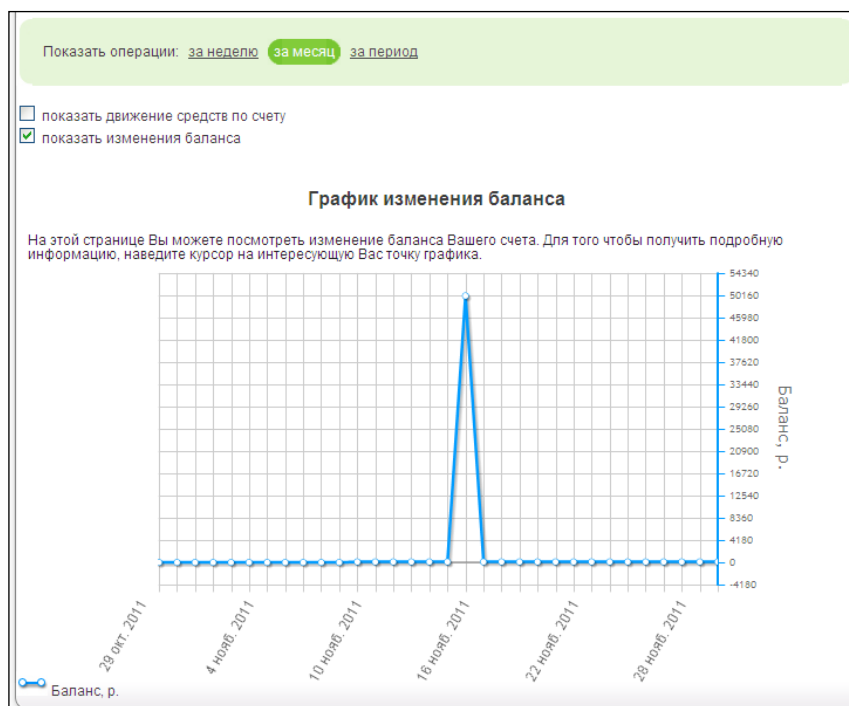 Показать операции: за неделю за месяц за период
показать движение средств по счету
показать изменения баланса
График изменения баланса
На этой странице Вы можете посмотреть изменение баланса Вашего счета. Для того чтобы получить подробную
информацию, наведите курсор на интересующую Вас точку графика.
54340
50160
45980
41800
37620
33440
29260
25080
20900
16720
12540
8360
4180
0
-4180
Баланс, р.
29 окт. 2011
4 нояб. 2011
10 нояб. 2011
16 нояб. 2011
22 нояб. 2011
28 нояб. 2011
Баланс, р.